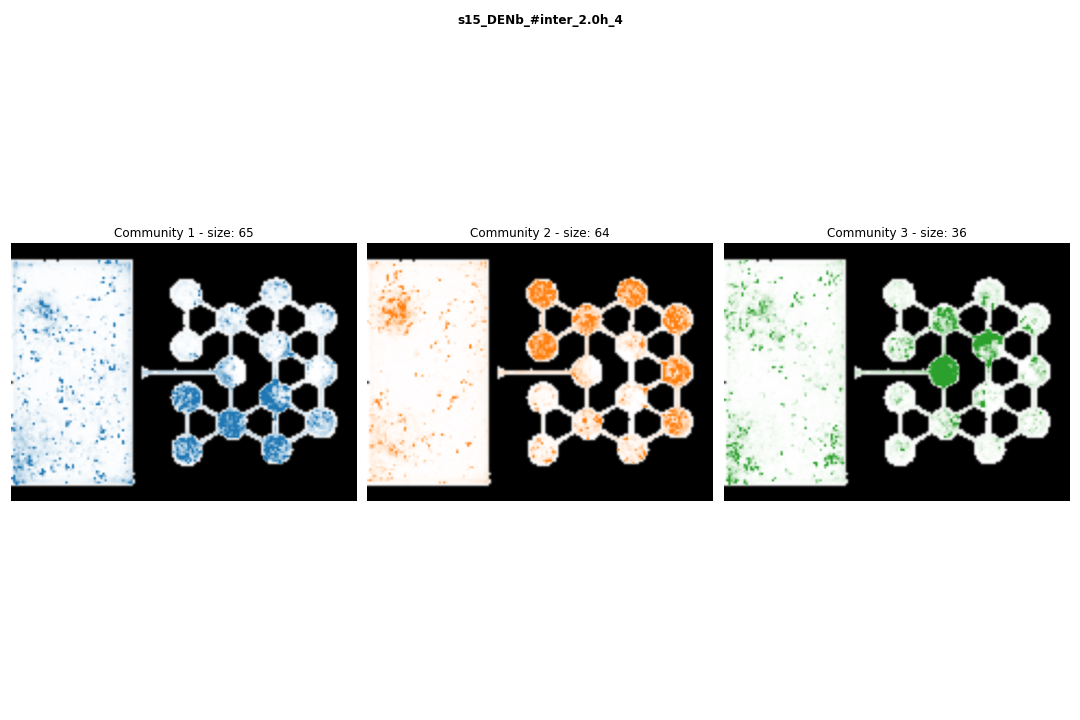 s15_DENb_#inter_2.0h_4
Community 1 - size: 65
Community 2 - size: 64
Community 3 - size: 36